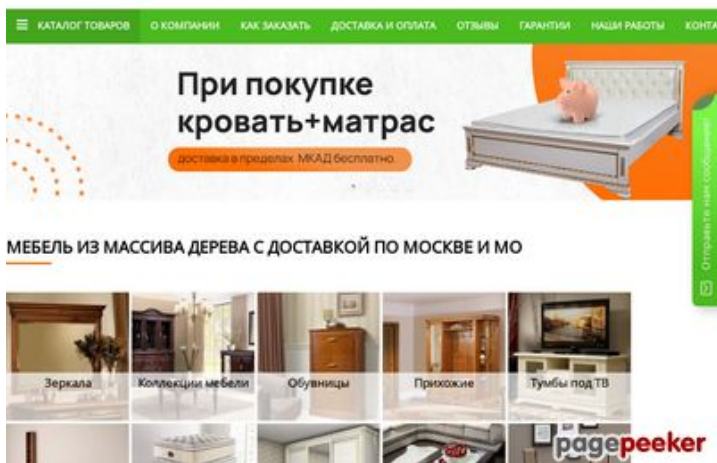 КАТАЛОГ ТОВАРОВ
О КОМПАНИИ
КАК ЗАКАЗАТЬ
ДОСТАВКА И ОПЛАТА
ОТЗЫВЫ
ГАРАНТИИ
НАШИ РАБОТЫ
КОНТА
При покупке
кровать+матрас
доставка в пределах МКАД бесплатно.
Отправьте нам сообщение!
МЕБЕЛЬ ИЗ МАССИВА ДЕРЕВА С ДОСТАВКОЙ ПО МОСКВЕ И МО
Зеркала
Коллекции мебели
Обувницы
Прихожие
Тумбы под ТВ
pagepeeker